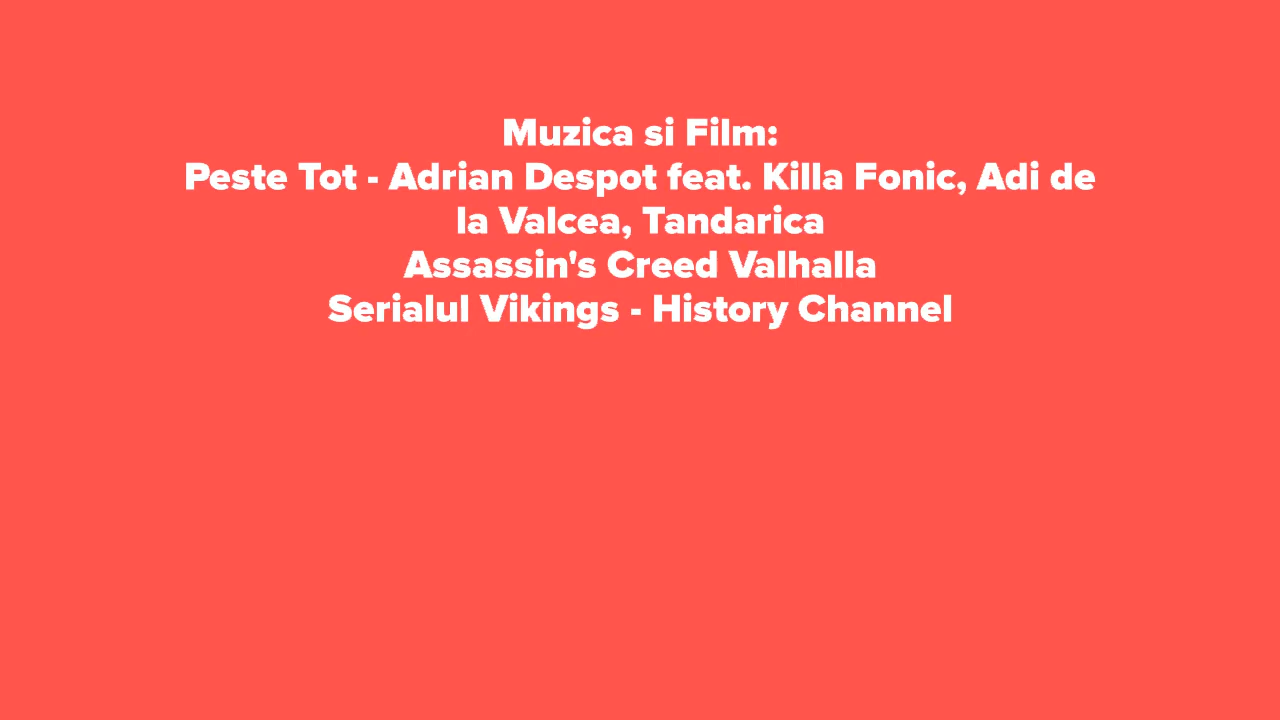 Muzica si Film:
Peste Tot - Adrian Despot feat. Killa Fonic, Adi de
la Valcea, Tandarica
Assassin's Creed Valhalla
Serialul Vikings - History Channel